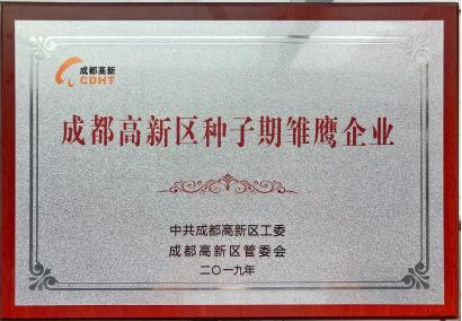 成都高新
CDHT
成都高新区种子期雏鹰企业
中共成都高新区工委
成都高新区管委会
二〇一九年